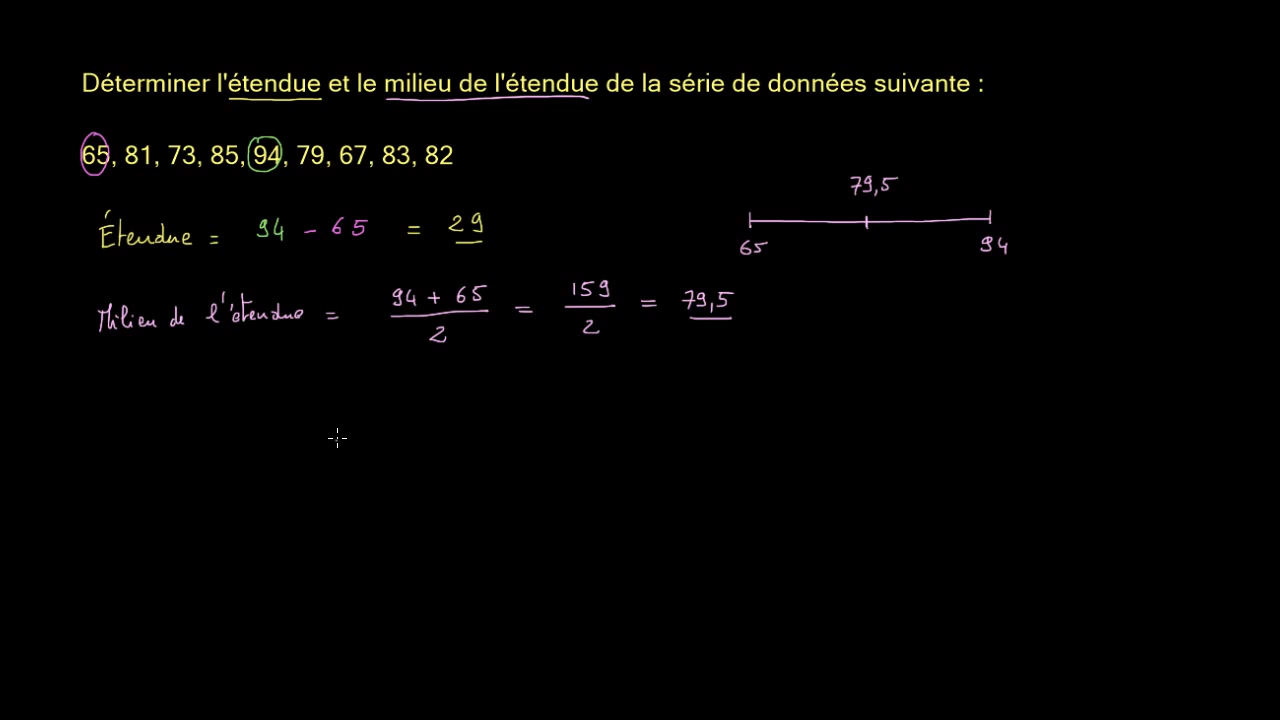 Déterminer l'étendue et le milieu de l'étendue de la série de données suivante :
65, 81, 73, 85, 94, 79, 67, 83, 82
Étendue = 94 - 65 = 29
79,5
65 94
Milieu de l'étendue = 94 + 65 / 2 = 159 / 2 = 79,5